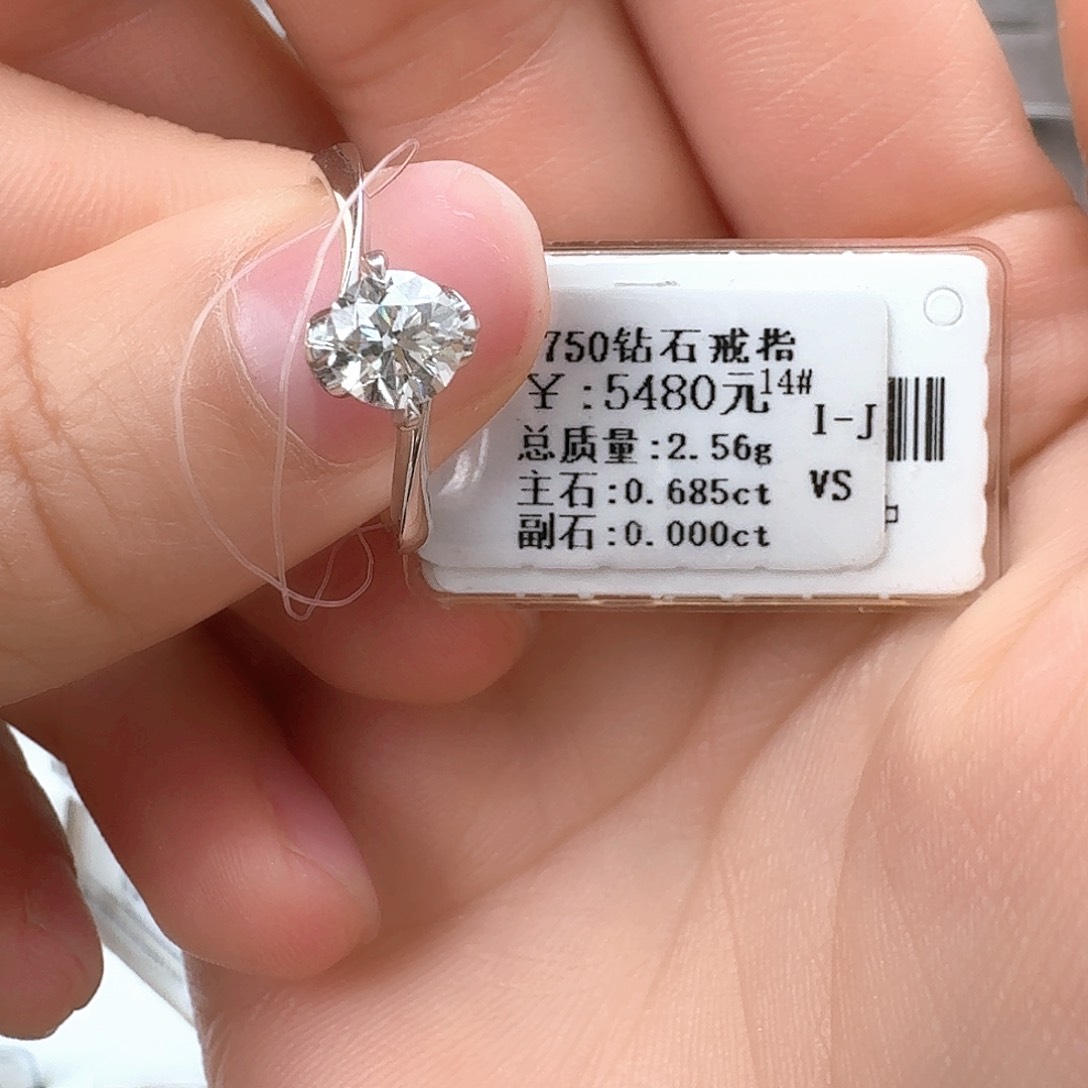 750钻石戒指
¥:5480元14#
I-J
总质量:2.56g
主石:0.685ct VS
副石:0.000ct